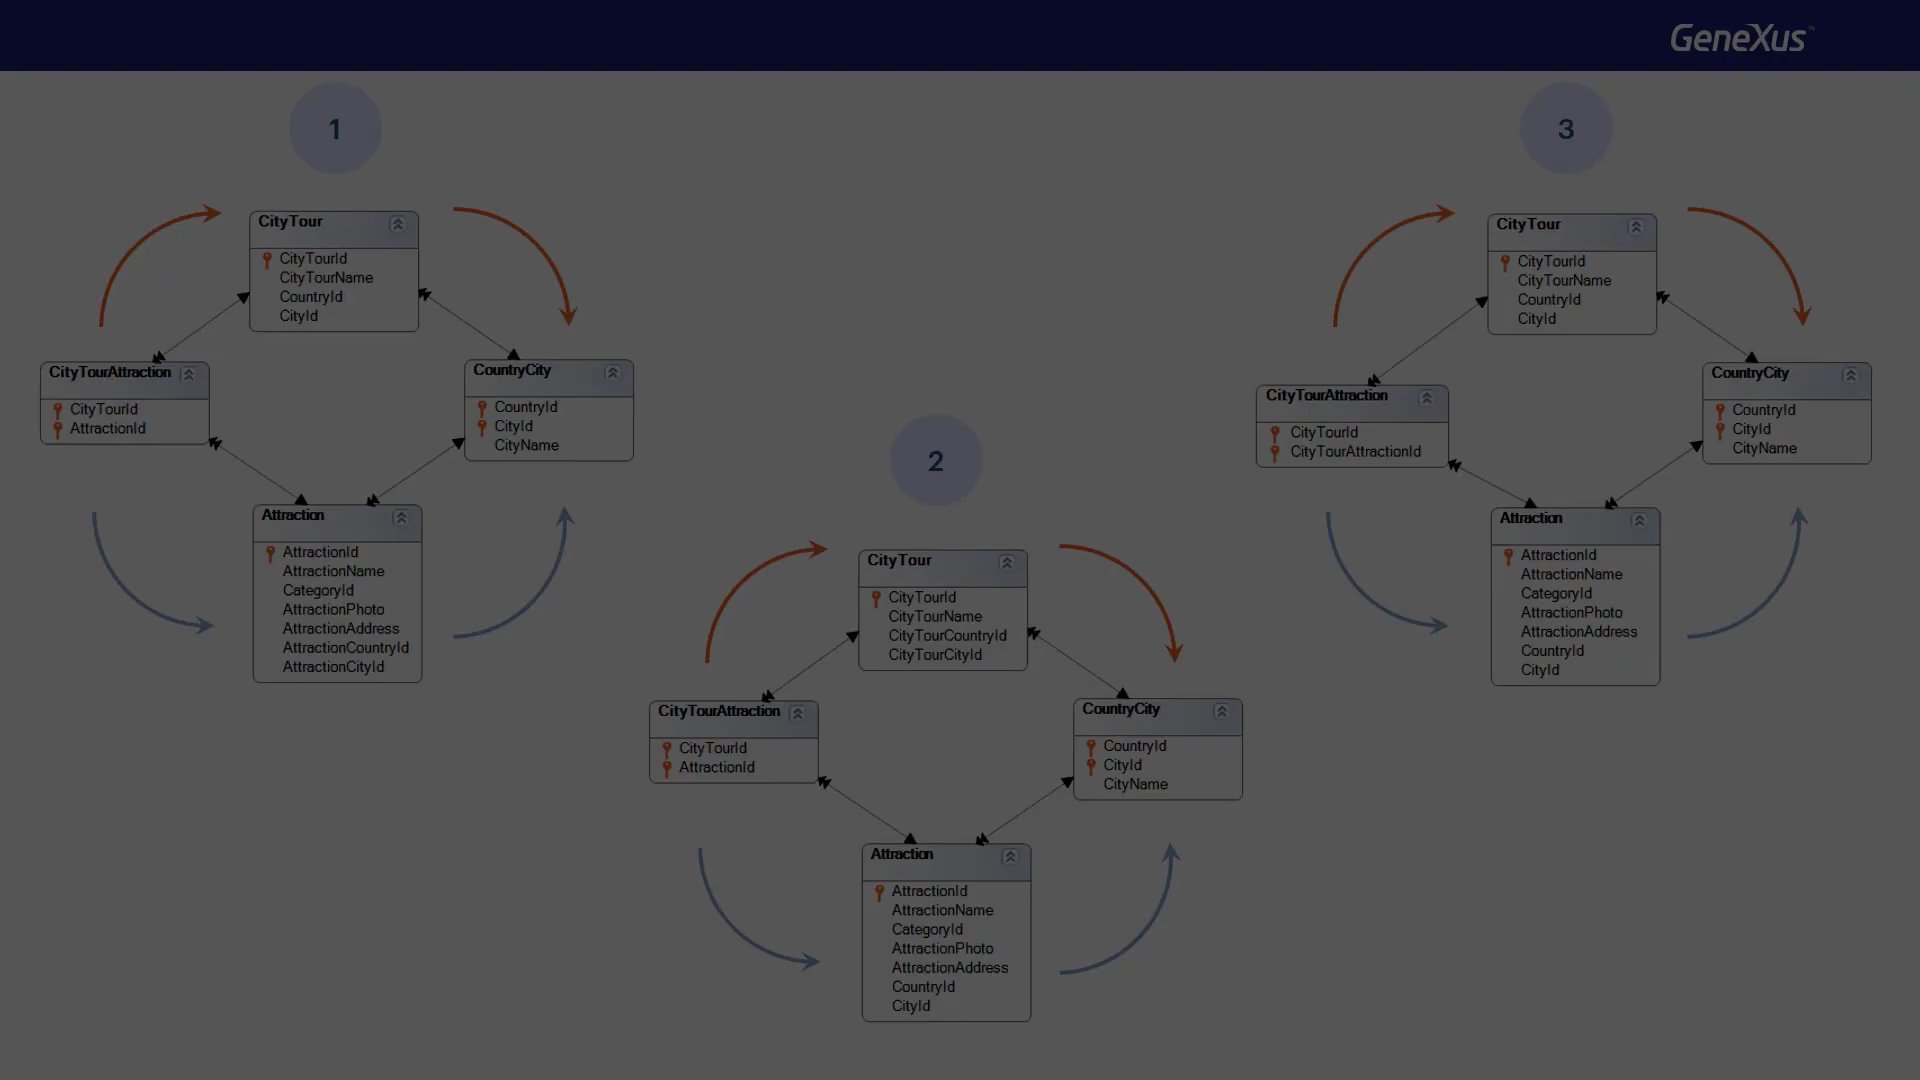 GeneXus™
1
CityTour
CityTourId
CityTourName
CountryId
CityId
CityTourAttraction
CityTourId
AttractionId
CountryCity
CountryId
CityId
CityName
Attraction
AttractionId
AttractionName
CategoryId
AttractionPhoto
AttractionAddress
AttractionCountryId
AttractionCityId
2
CityTour
CityTourId
CityTourName
CityTourCountryId
CityTourCityId
CityTourAttraction
CityTourId
AttractionId
CountryCity
CountryId
CityId
CityName
Attraction
AttractionId
AttractionName
CategoryId
AttractionPhoto
AttractionAddress
CountryId
CityId
3
CityTour
CityTourId
CityTourName
CountryId
CityId
CityTourAttraction
CityTourId
CityTourAttractionId
CountryCity
CountryId
CityId
CityName
Attraction
AttractionId
AttractionName
CategoryId
AttractionPhoto
AttractionAddress
CountryId
CityId